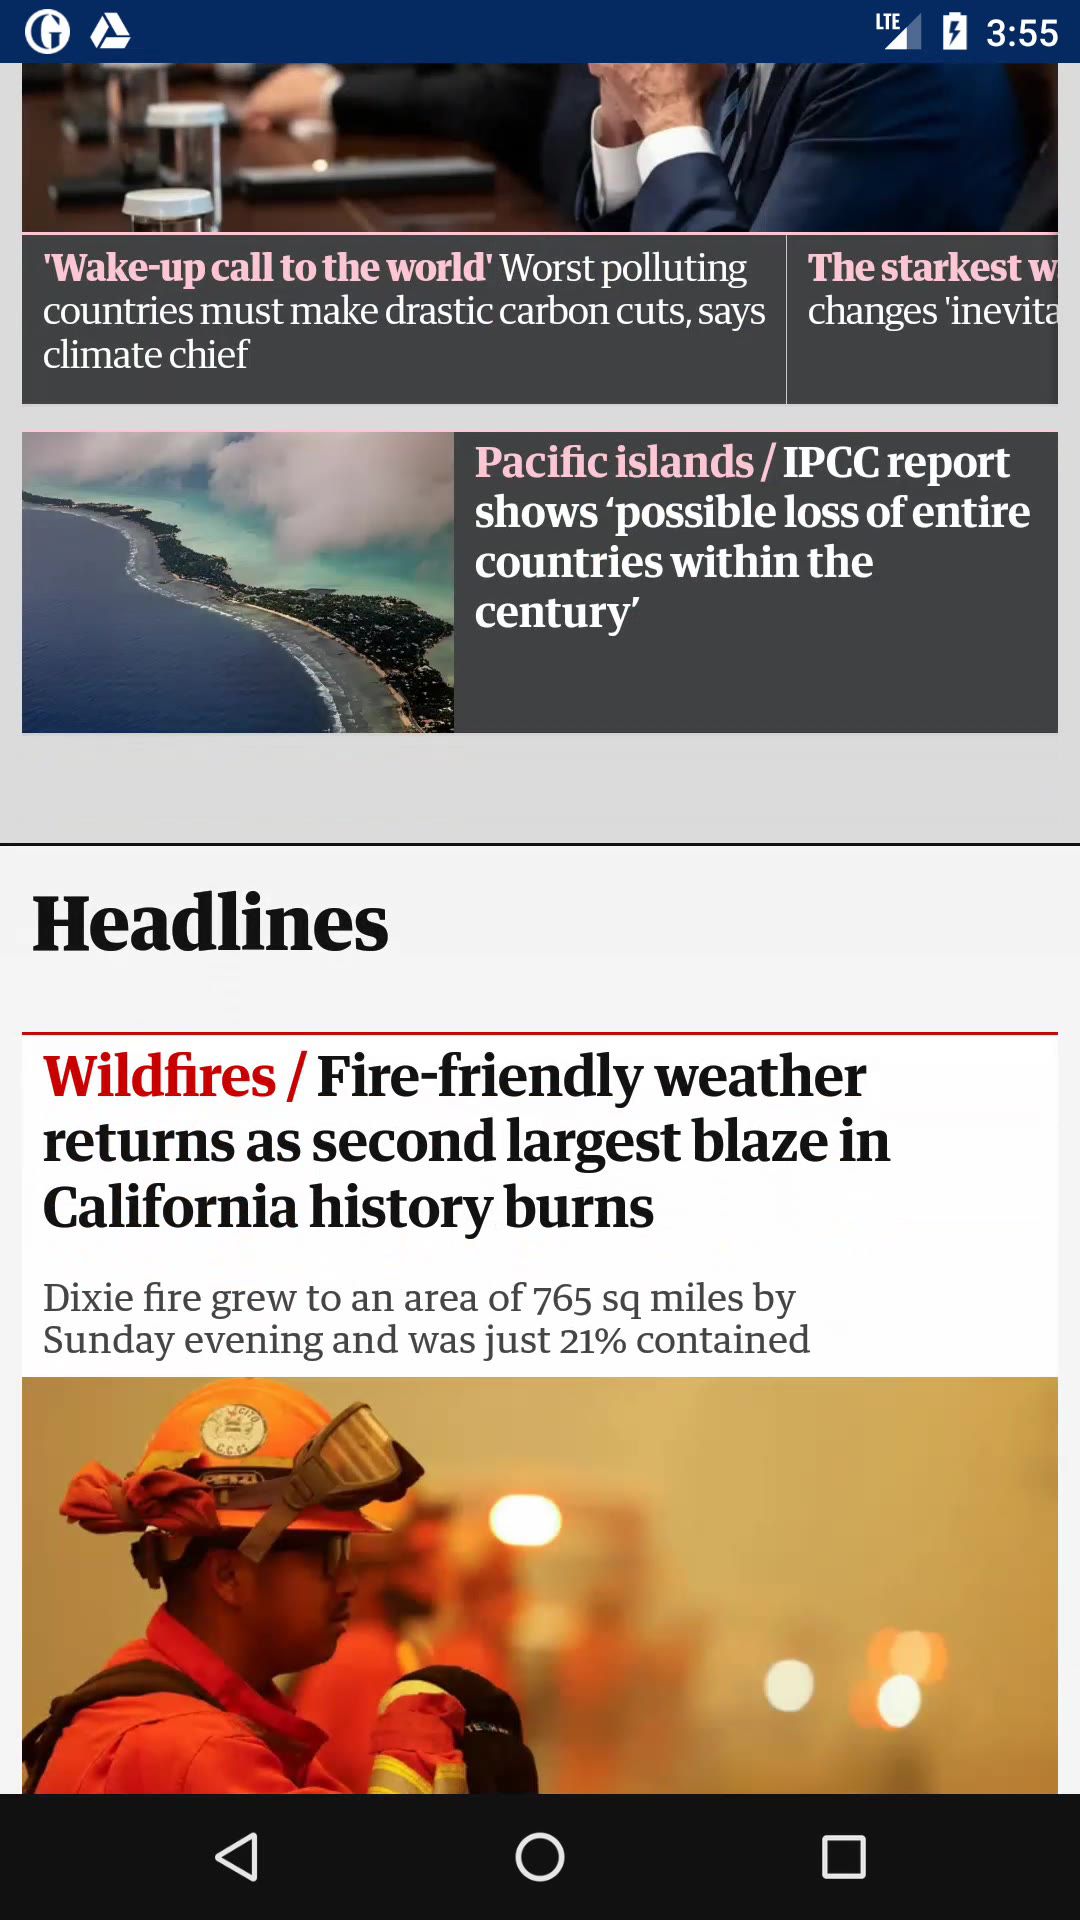 LTE 3:55
'Wake-up call to the world' Worst polluting
countries must make drastic carbon cuts, says
climate chief
The starkest
changes
Pacific islands / IPCC report
shows ‘possible loss of entire
countries within the
century’
Headlines
Wildfires / Fire-friendly weather
returns as second largest blaze in
California history burns
Dixie fire grew to an area of 765 sq miles by
Sunday evening and was just 21% contained